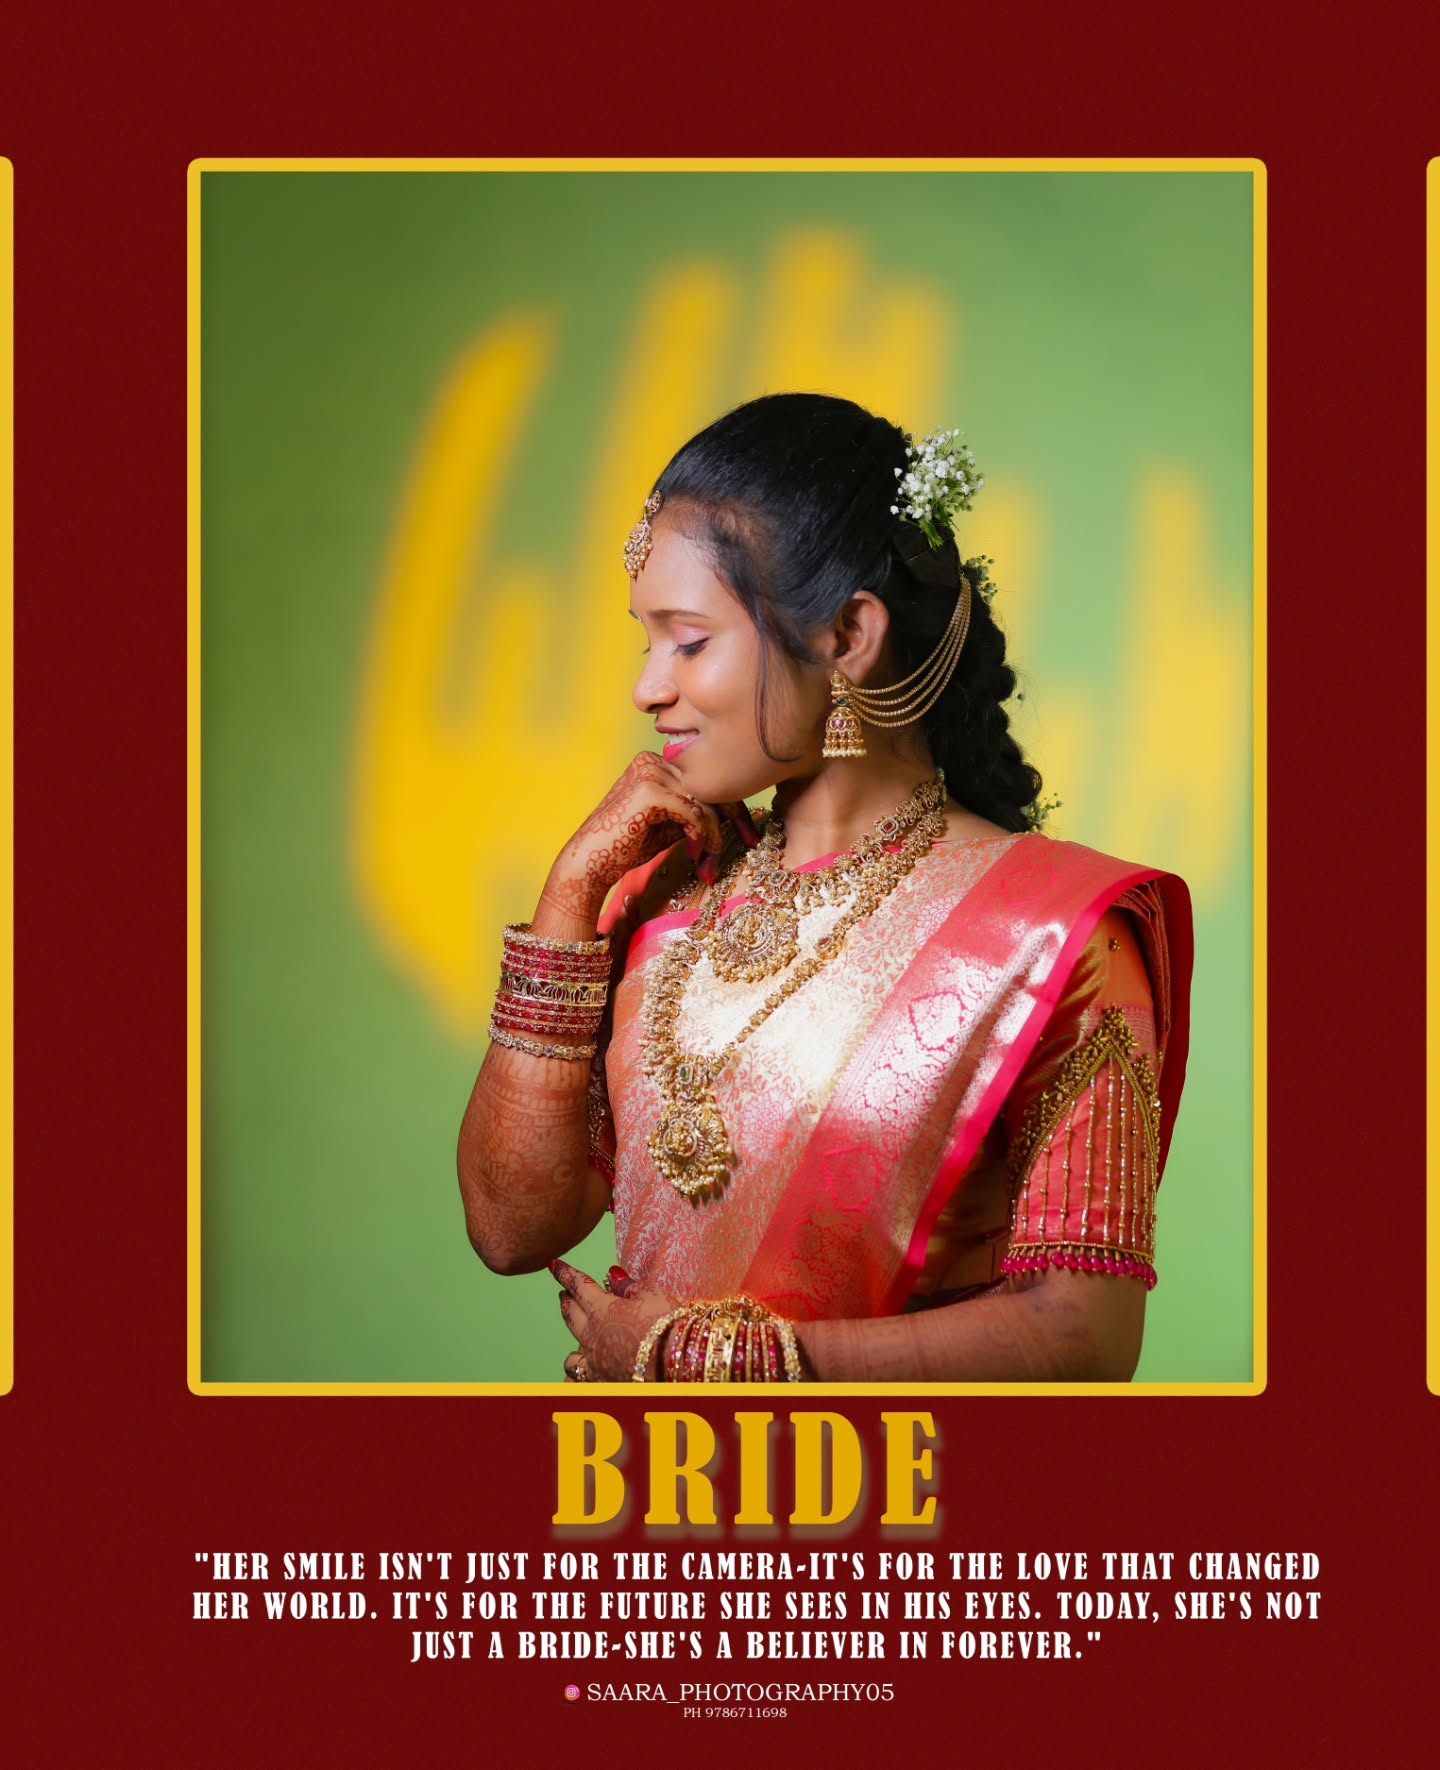 BRIDE
"HER SMILE ISN'T JUST FOR THE CAMERA-IT'S FOR THE LOVE THAT CHANGED
HER WORLD. IT'S FOR THE FUTURE SHE SEES IN HIS EYES. TODAY, SHE'S NOT
JUST A BRIDE-SHE'S A BELIEVER IN FOREVER."
SAARA_PHOTOGRAPHY05
PH 9786711698